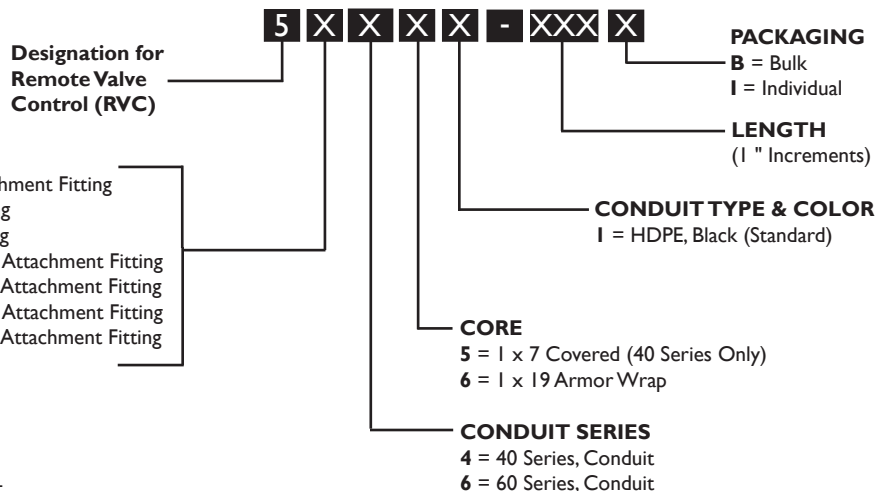 5 X X X X - XXX X
Designation for
Remote Valve
Control (RVC)
PACKAGING
B = Bulk
I = Individual
LENGTH
(1 " Increments)
CONDUIT TYPE & COLOR
1 = HDPE, Black (Standard)
Fitting
Attachment Fitting
Attachment Fitting
Attachment Fitting
Attachment Fitting
CORE
5 = 1 x 7 Covered (40 Series Only)
6 = 1 x 19 Armor Wrap
CONDUIT SERIES
4 = 40 Series, Conduit
6 = 60 Series, Conduit